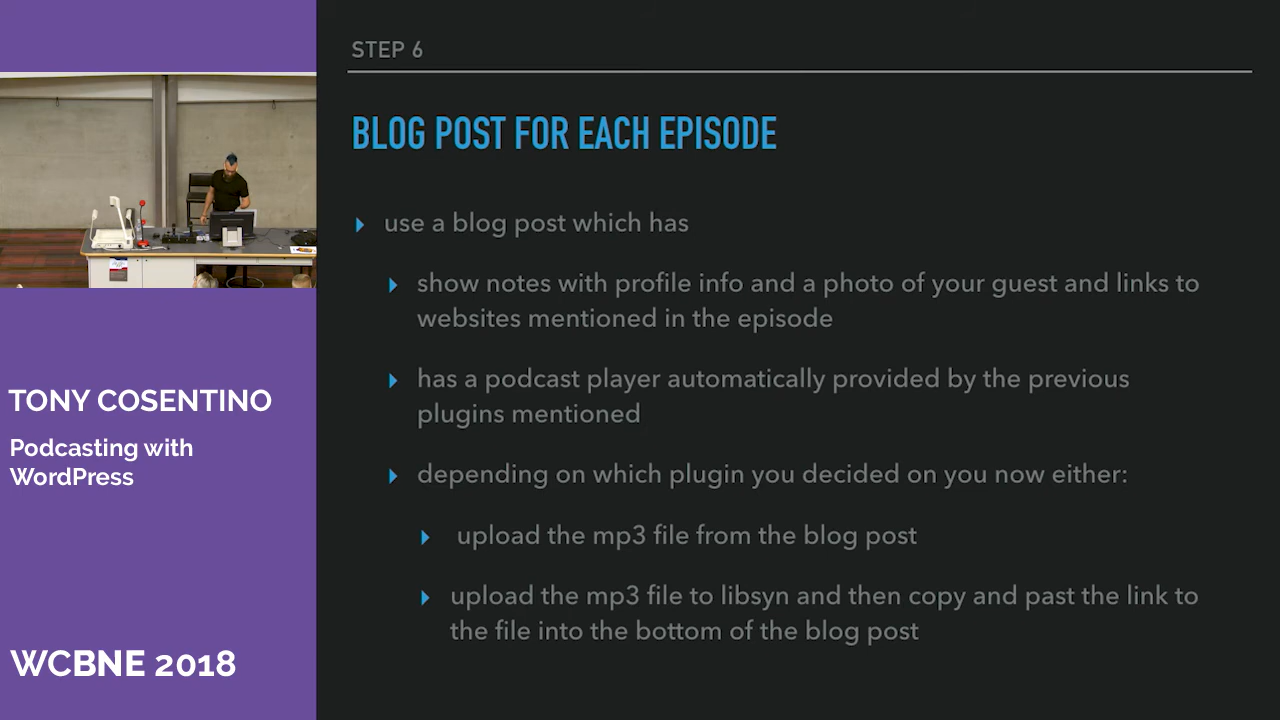 STEP 6
BLOG POST FOR EACH EPISODE
use a blog post which has
show notes with profile info and a photo of your guest and links to
websites mentioned in the episode
has a podcast player automatically provided by the previous
plugins mentioned
depending on which plugin you decided on you now either:
upload the mp3 file from the blog post
upload the mp3 file to libsyn and then copy and past the link to
the file into the bottom of the blog post
TONY COSENTINO
Podcasting with
WordPress
WCBNE 2018